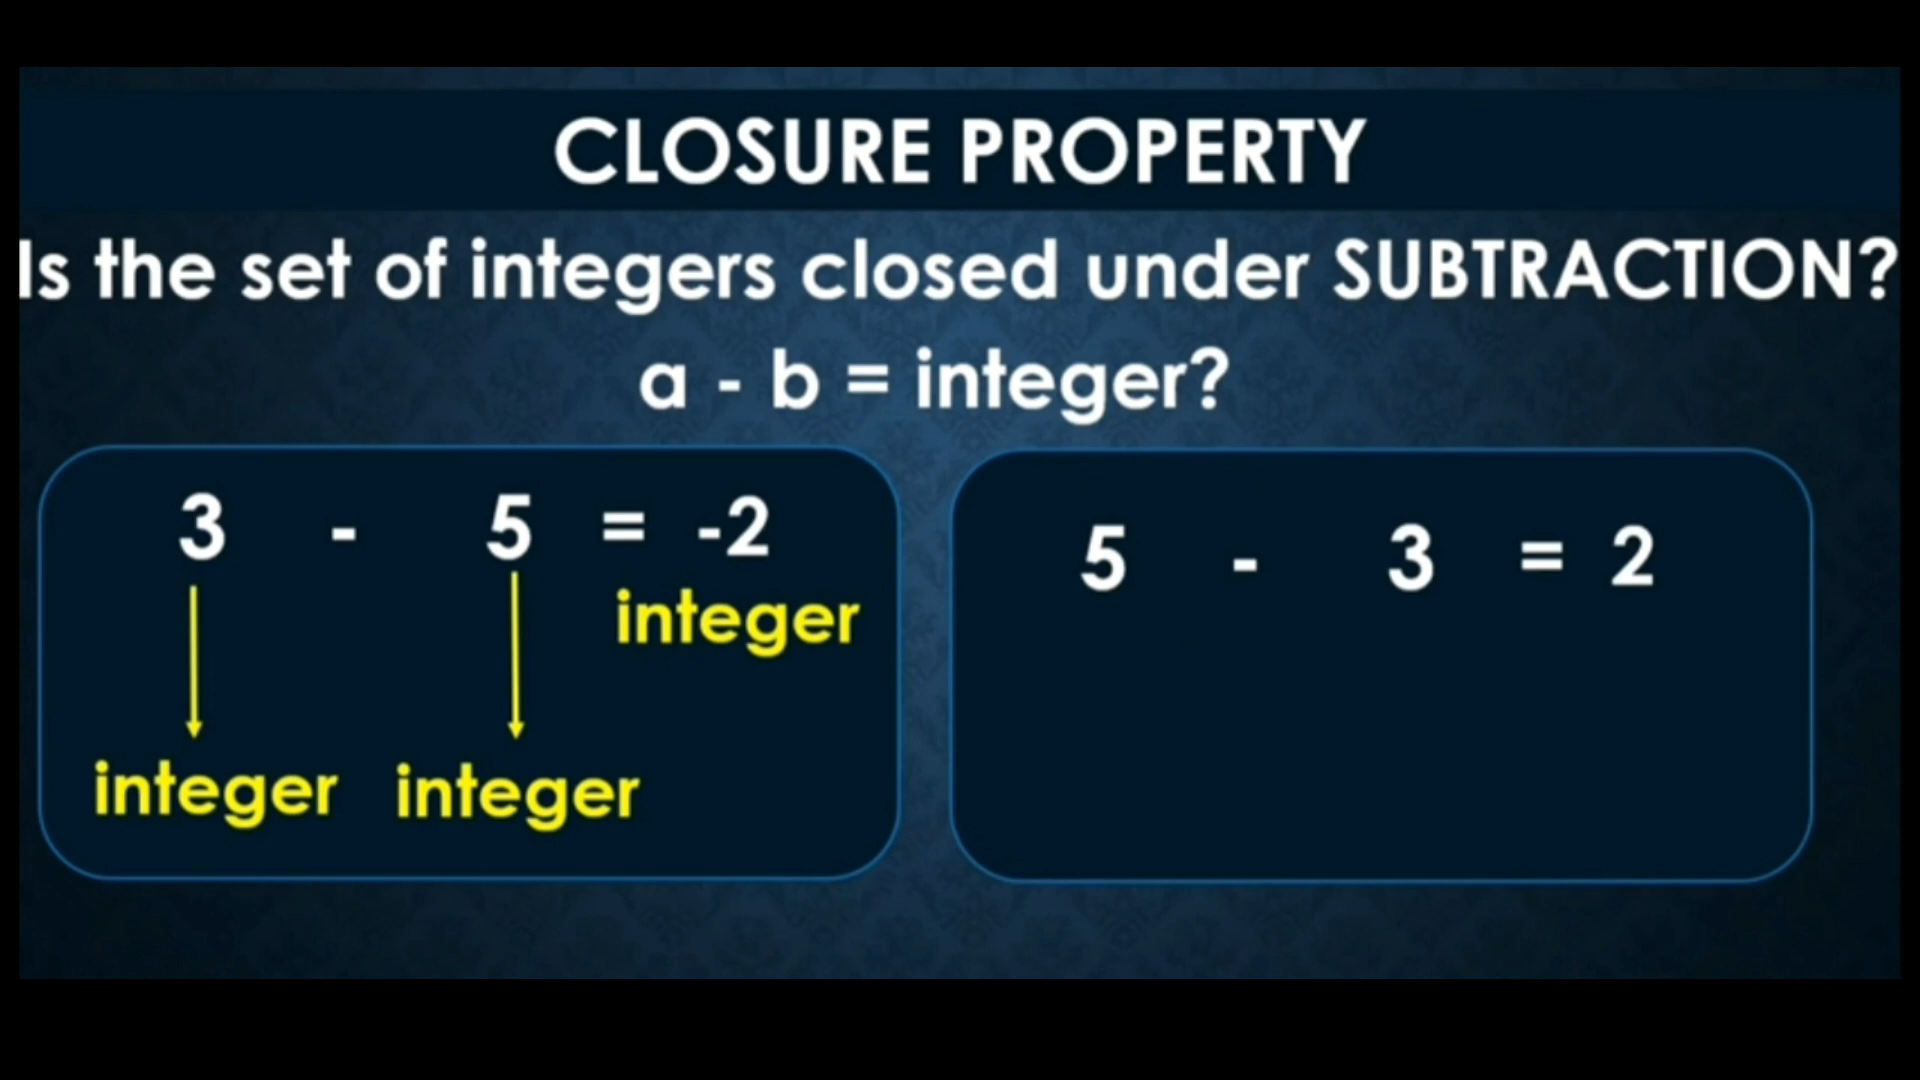 CLOSURE PROPERTY
Is the set of integers closed under SUBTRACTION?
a - b = integer?
3 - 5 = -2
integer
integer integer
5 - 3 = 2